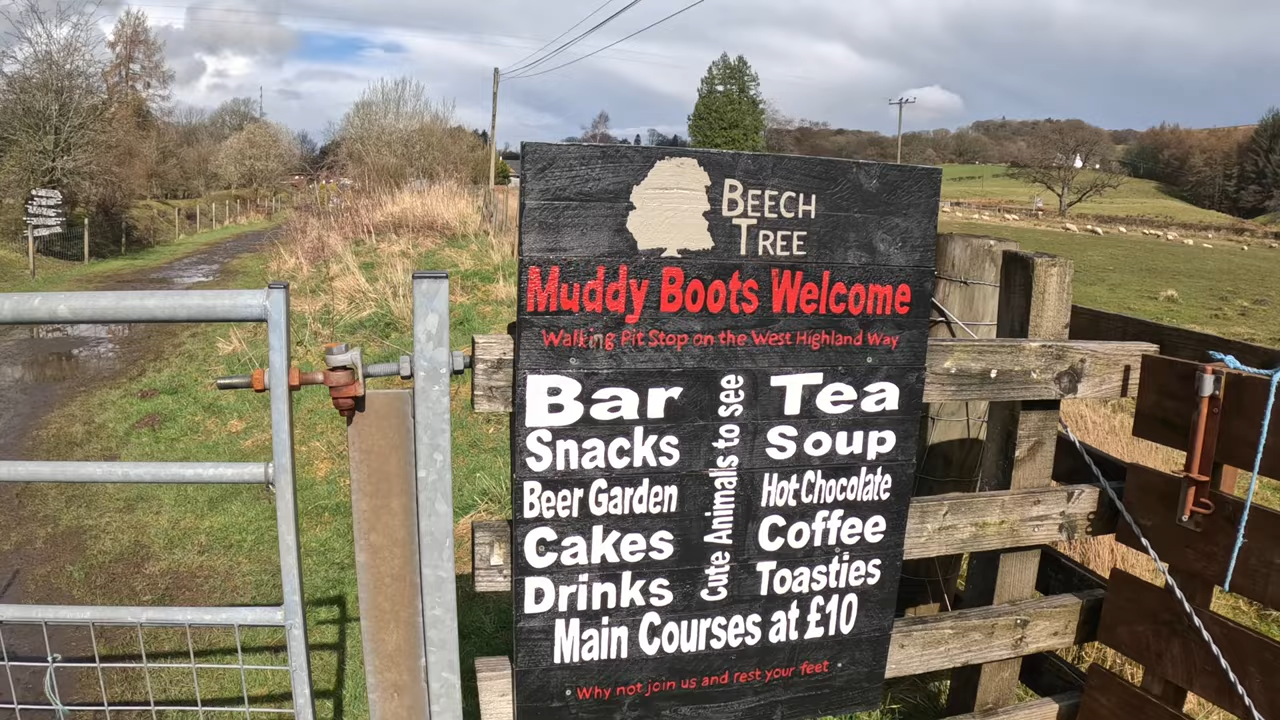 BEECH
TREE
Muddy Boots Welcome
Walking Pit Stop on the West Highland Way
Bar
Snacks
Beer Garden
Cakes
Drinks
Cute Animals to see
Tea
Soup
Hot Chocolate
Coffee
Toasties
Main Courses at £10
Why not join us and rest your feet